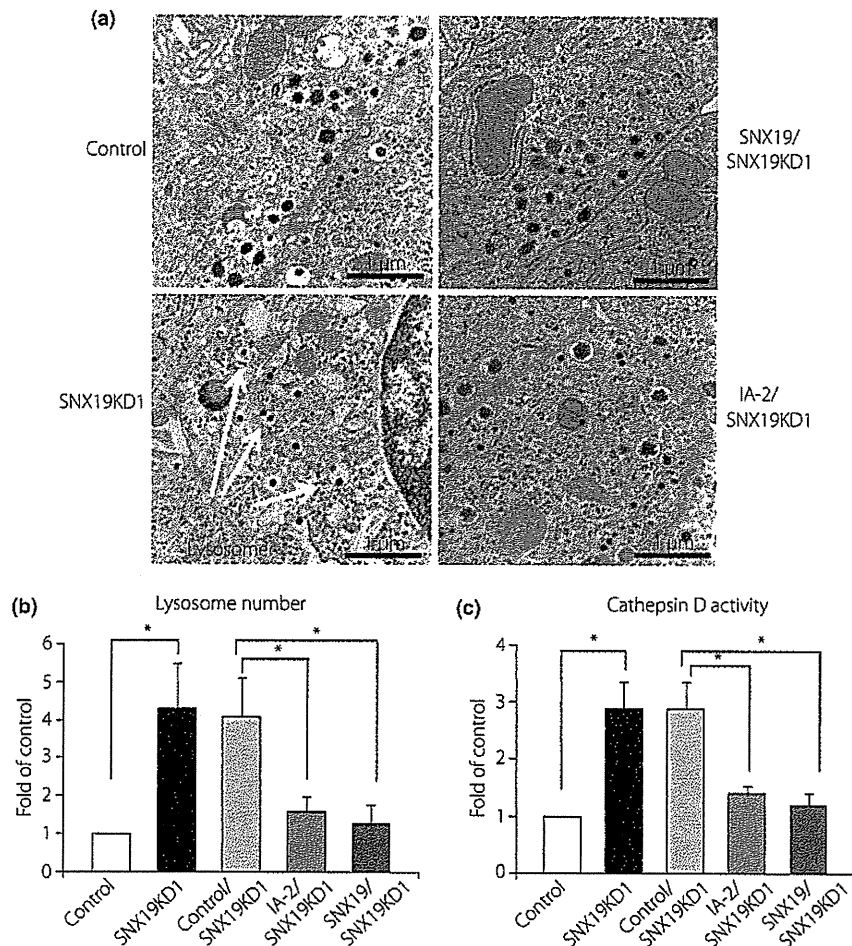 (a)
Control
1 µm
SNX19/
SNX19KD1
1 µm
SNX19KD1
Lysosome
1 µm
IA-2/
SNX19KD1
1 µm
(b)
Lysosome number
Fold of control
6
5
4
3
2
1
0
*
*
*
Control
SNX19KD1
Control/
SNX19KD1
IA-2/
SNX19KD1
SNX19/
SNX19KD1
(c)
Cathepsin D activity
Fold of control
4
3
2
1
0
*
*
*
Control
SNX19KD1
Control/
SNX19KD1
IA-2/
SNX19KD1
SNX19/
SNX19KD1